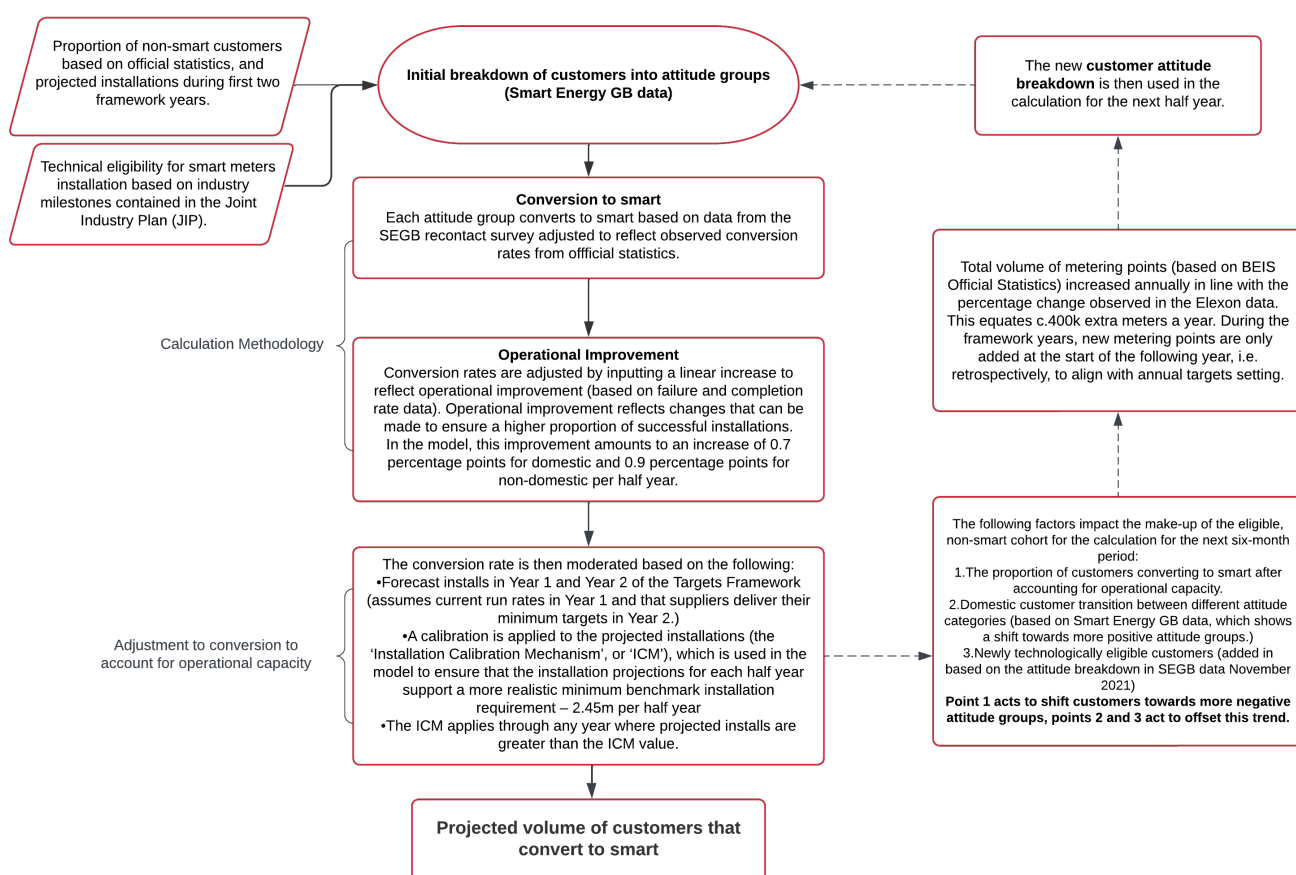 Proportion of non-smart customers
based on official statistics, and
projected installations during first two
framework years.
Technical eligibility for smart meters
installation based on industry
milestones contained in the Joint
Industry Plan (JIP).
Initial breakdown of customers into attitude groups
(Smart Energy GB data)
The new customer attitude
breakdown is then used in the
calculation for the next half year.
Conversion to smart
Each attitude group converts to smart based on data from the
SEGB recontact survey adjusted to reflect observed conversion
rates from offficial statistics.
Calculation Methodology
Operational Improvement
Conversion rates are adjusted by inputting a linear increase to
reflect operational improvement (based on failure and completion
rate data). Operational improvement reflects changes that can be
made to ensure a higher proportion of successful installations.
In the model, this improvement amounts to an increase of 0.7
percentage points for domestic and 0.9 percentage points for
non-domestic per half year.
Total volume of metering points (based on BEIS
Official Statistics) increased annually in line with the
percentage change observed in the Elexon data.
This equates c.400k extra meters a year. During the
framework years, new metering points are only
added at the start of the following year, i.e.
retrospectively, to align with annual targets setting.
Adjustment to conversion to
account for operational capacity
The conversion rate is then moderated based on the following:
•Forecast installs in Year 1 and Year 2 of the Targets Framework
(assumes current run rates in Year 1 and that suppliers deliver their
minimum targets in Year 2.)
•A calibration is applied to the projected installations (the
‘Installation Calibration Mechanism’, or ‘ICM’), which is used in the
model to ensure that the installation projections for each half year
support a more realistic minimum benchmark installation
requirement – 2.45m per half year
•The ICM applies through any year where projected installs are
greater than the ICM value.
The following factors impact the make-up of the eligible,
non-smart cohort for the calculation for the next six-month
period:
1.The proportion of customers converting to smart after
accounting for operational capacity.
2.Domestic customer transition between different attitude
categories (based on Smart Energy GB data, which shows
a shift towards more positive attitude groups.)
3.Newly technologically eligible customers (added in
based on the attitude breakdown in SEGB data November
2021)
Point 1 acts to shift customers towards more negative
attitude groups, points 2 and 3 act to offset this trend.
Projected volume of customers that
convert to smart